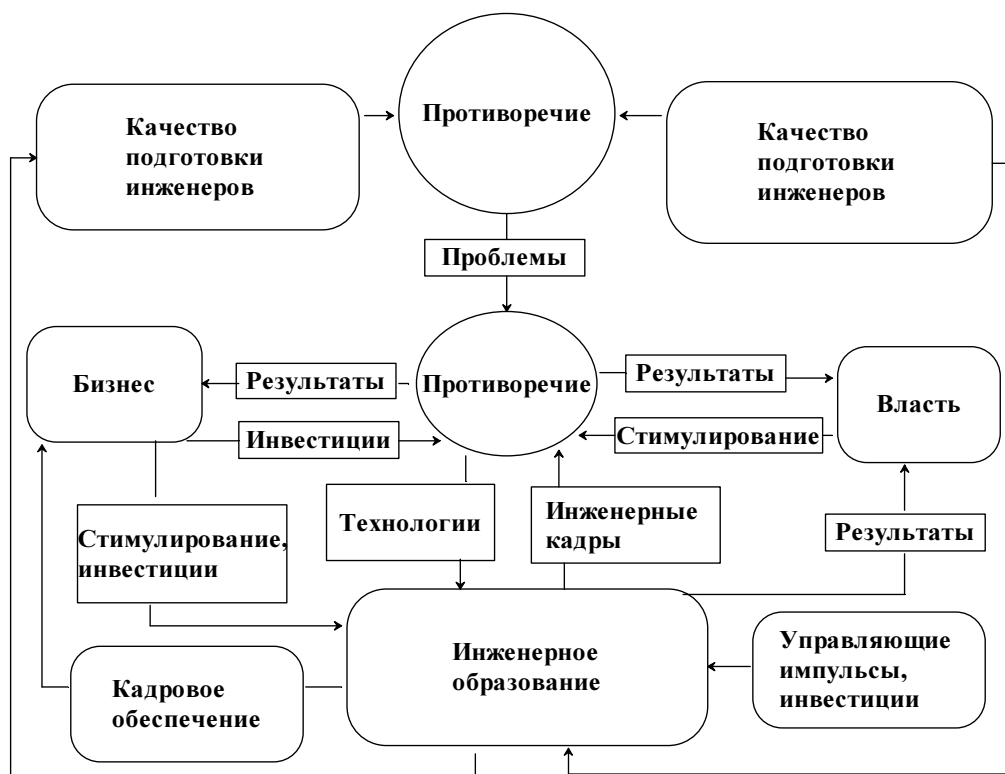 Противоречие
Качество
подготовки
инженеров
Качество
подготовки
инженеров
Проблемы
Бизнес
Результаты
Противоречие
Результаты
Власть
Инвестиции
Стимулирование
Стимулирование,
инвестиции
Технологии
Инженерные
кадры
Результаты
Кадровое
обеспечение
Инженерное
образование
Управляющие
импульсы,
инвестиции